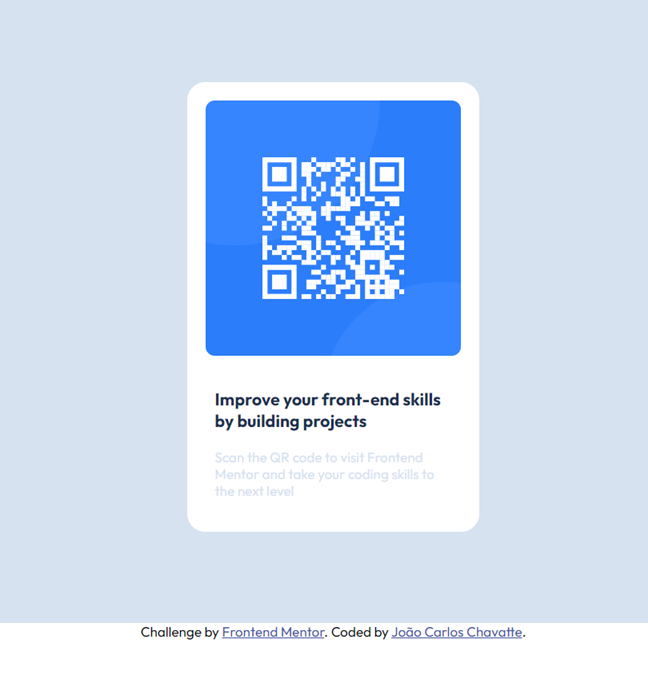 Improve your front-end skills
by building projects
Scan the QR code to visit Frontend
Mentor and take your coding skills to
the next level
Challenge by Frontend Mentor. Coded by João Carlos Chavatte.